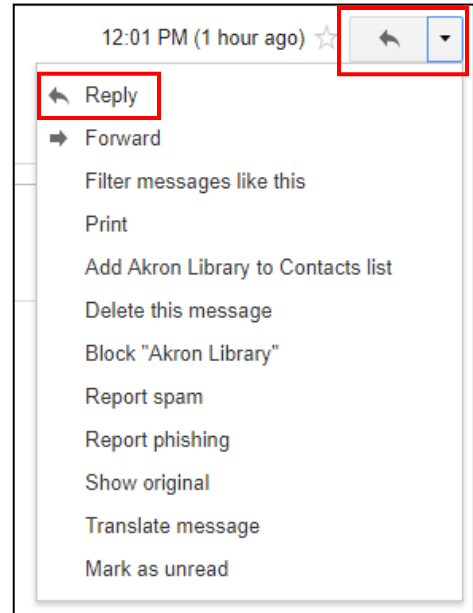 12:01 PM (1 hour ago)
Reply
Forward
Filter messages like this
Print
Add Akron Library to Contacts list
Delete this message
Block "Akron Library"
Report spam
Report phishing
Show original
Translate message
Mark as unread